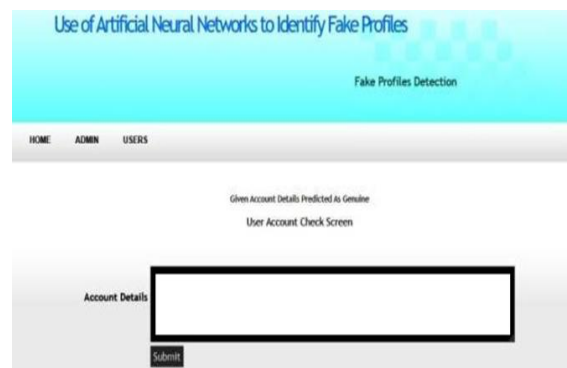 Use of Artificial Neural Networks to Identify Fake Profiles
Fake Profiles Detection
HOME ADMIN USERS
Given Account Details Predicted As Genuine
User Account Check Screen
Account Details
Submit